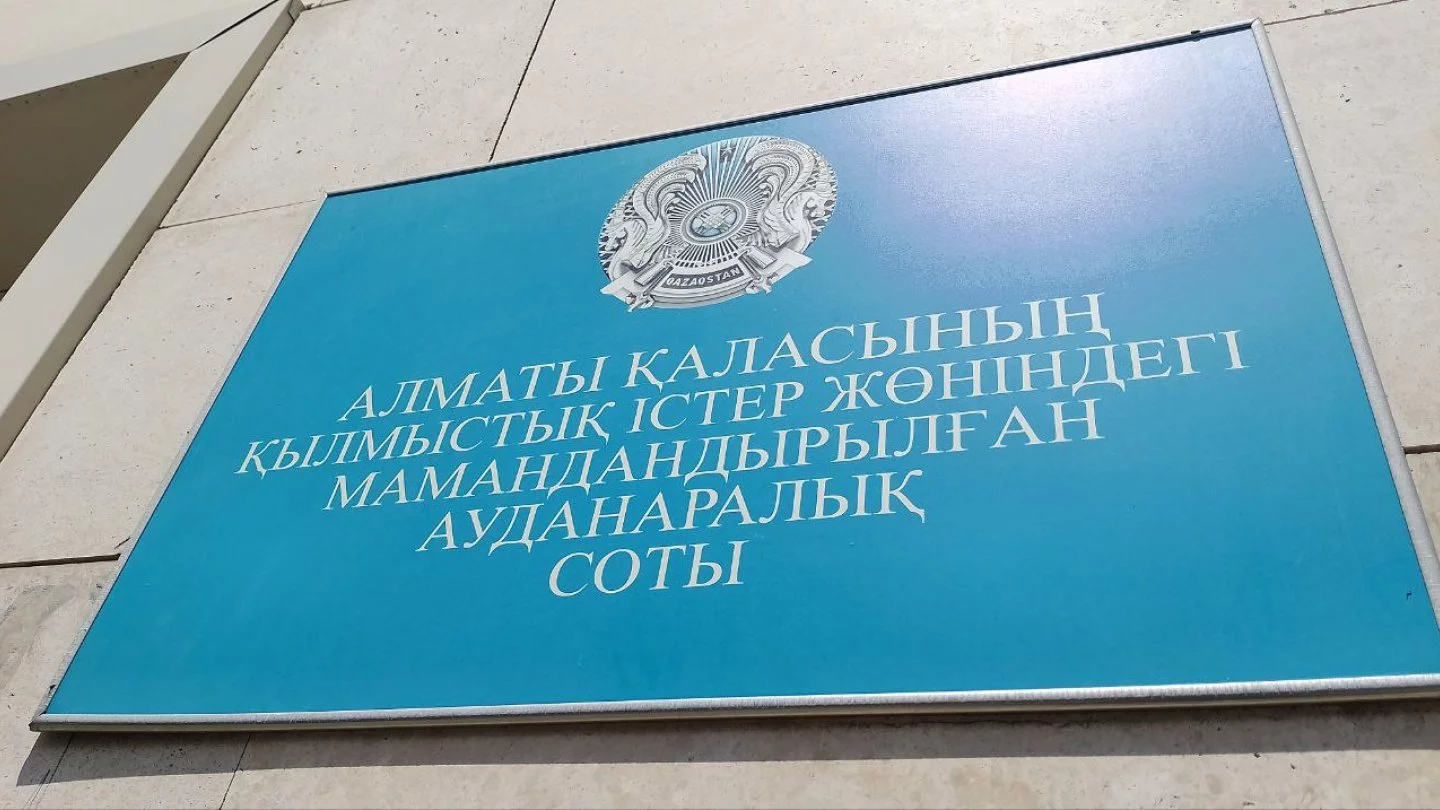 QAZAQSTAN
АЛМАТЫ ҚАЛАСЫНЫҢ
ҚЫЛМЫСТЫҚ ІСТЕР ЖӨНІНДЕГІ
МАМАНДАНДЫРЫЛҒАН
АУДАНАРАЛЫҚ
СОТЫ